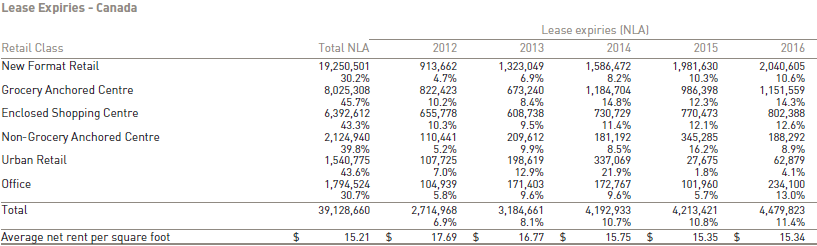 Lease Expiries - Canada
Lease expiries (NLA)
Retail Class Total NLA 2012 2013 2014 2015 2016
New Format Retail 19,250,501 913,662 1,323,049 1,586,472 1,981,630 2,040,605
30.2% 4.7% 6.9% 8.2% 10.3% 10.6%
Grocery Anchored Centre 8,025,308 822,423 673,240 1,184,704 986,398 1,151,559
45.7% 10.2% 8.4% 14.8% 12.3% 14.3%
Enclosed Shopping Centre 6,392,612 655,778 608,738 730,729 770,473 802,388
43.3% 10.3% 9.5% 11.4% 12.1% 12.6%
Non-Grocery Anchored Centre 2,124,940 110,441 209,612 181,192 345,285 188,292
39.8% 5.2% 9.9% 8.5% 16.2% 8.9%
Urban Retail 1,540,775 107,725 198,619 337,069 27,675 62,879
43.6% 7.0% 12.9% 21.9% 1.8% 4.1%
Office 1,794,524 104,939 171,403 172,767 101,960 234,100
30.7% 5.8% 9.6% 9.6% 5.7% 13.0%
Total 39,128,660 2,714,968 3,184,661 4,192,933 4,213,421 4,479,823
6.9% 8.1% 10.7% 10.8% 11.4%
Average net rent per square foot $ 15.21 $ 17.69 $ 16.77 $ 15.75 $ 15.35 $ 15.34